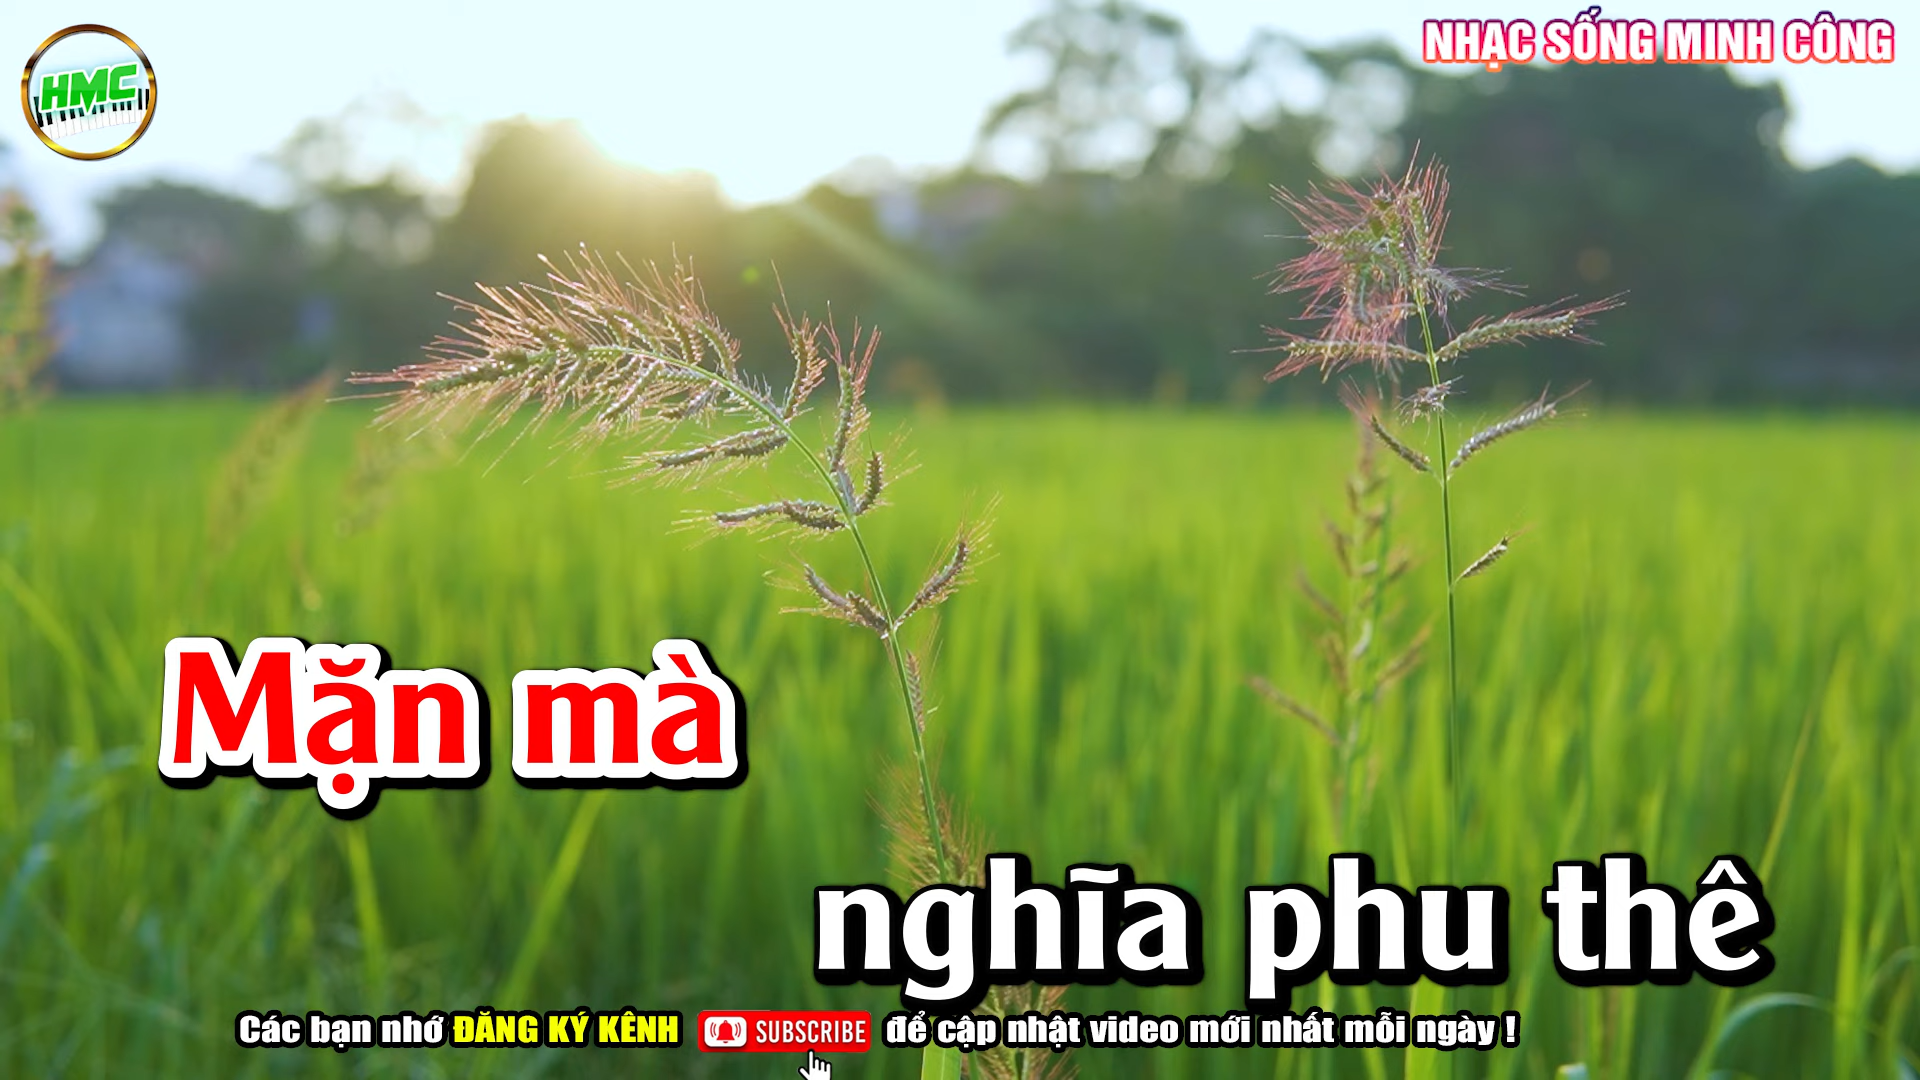 HMC
NHẠC SỐNG MINH CÔNG
Mặn mà
nghĩa phu thê
Các bạn nhớ ĐĂNG KÝ KÊNH SUBSCRIBE để cập nhật video mới nhất mỗi ngày !